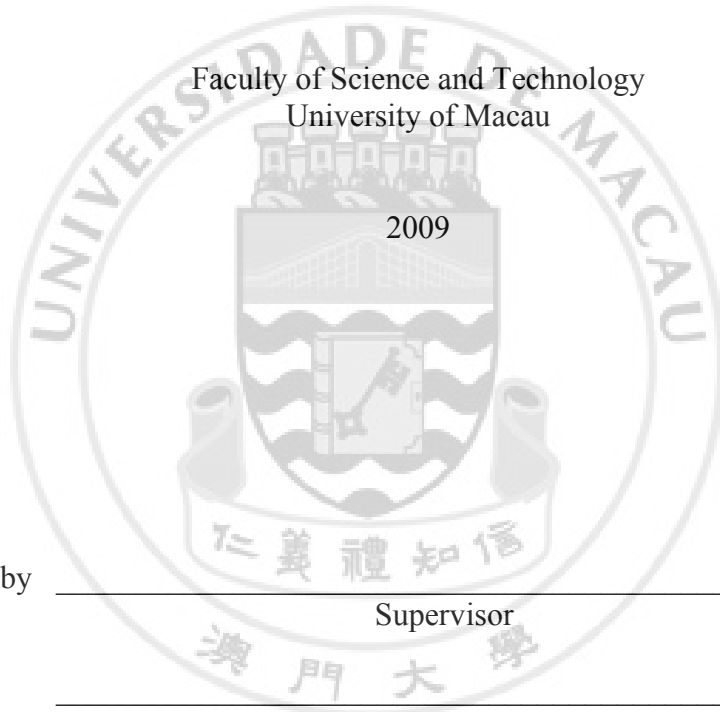 Faculty of Science and Technology
University of Macau
UNIVERSIDADE DE MACAU
2009
仁義禮知信
by
Supervisor
澳門大學